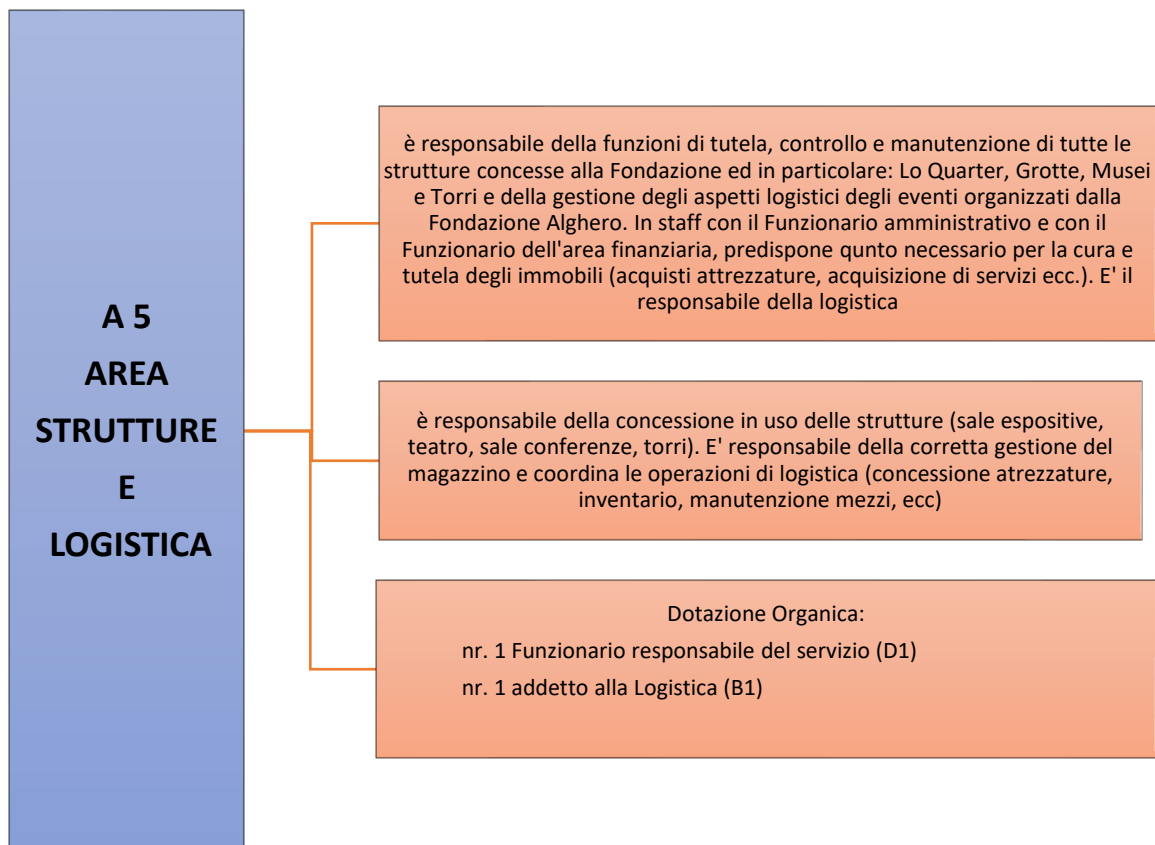 A 5
AREA
STRUTTURE
E
LOGISTICA
è responsabile della funzioni di tutela, controllo e manutenzione di tutte le
strutture concesse alla Fondazione ed in particolare: Lo Quarter, Grotte, Musei
e Torri e della gestione degli aspetti logistici degli eventi organizzati dalla
Fondazione Alghero. In staff con il Funzionario amministrativo e con il
Funzionario dell'area finanziaria, predispone qunto necessario per la cura e
tutela degli immobili (acquisti attrezzature, acquisizione di servizi ecc.). E' il
responsabile della logistica
è responsabile della concessione in uso delle strutture (sale espositive,
teatro, sale conferenze, torri). E' responsabile della corretta gestione del
magazzino e coordina le operazioni di logistica (concessione atrezzature,
inventario, manutenzione mezzi, ecc)
Dotazione Organica:
nr. 1 Funzionario responsabile del servizio (D1)
nr. 1 addetto alla Logistica (B1)